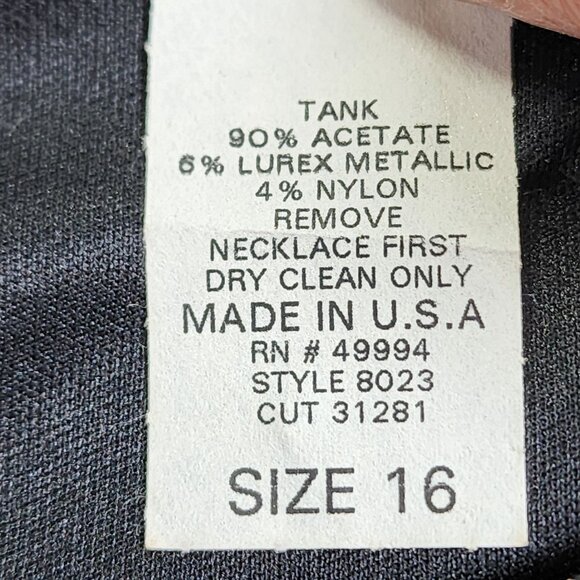 TANK
90% ACETATE
6% LUREX METALLIC
4% NYLON
REMOVE
NECKLACE FIRST
DRY CLEAN ONLY
MADE IN U.S.A
RN # 49994
STYLE 8023
CUT 31281
SIZE 16